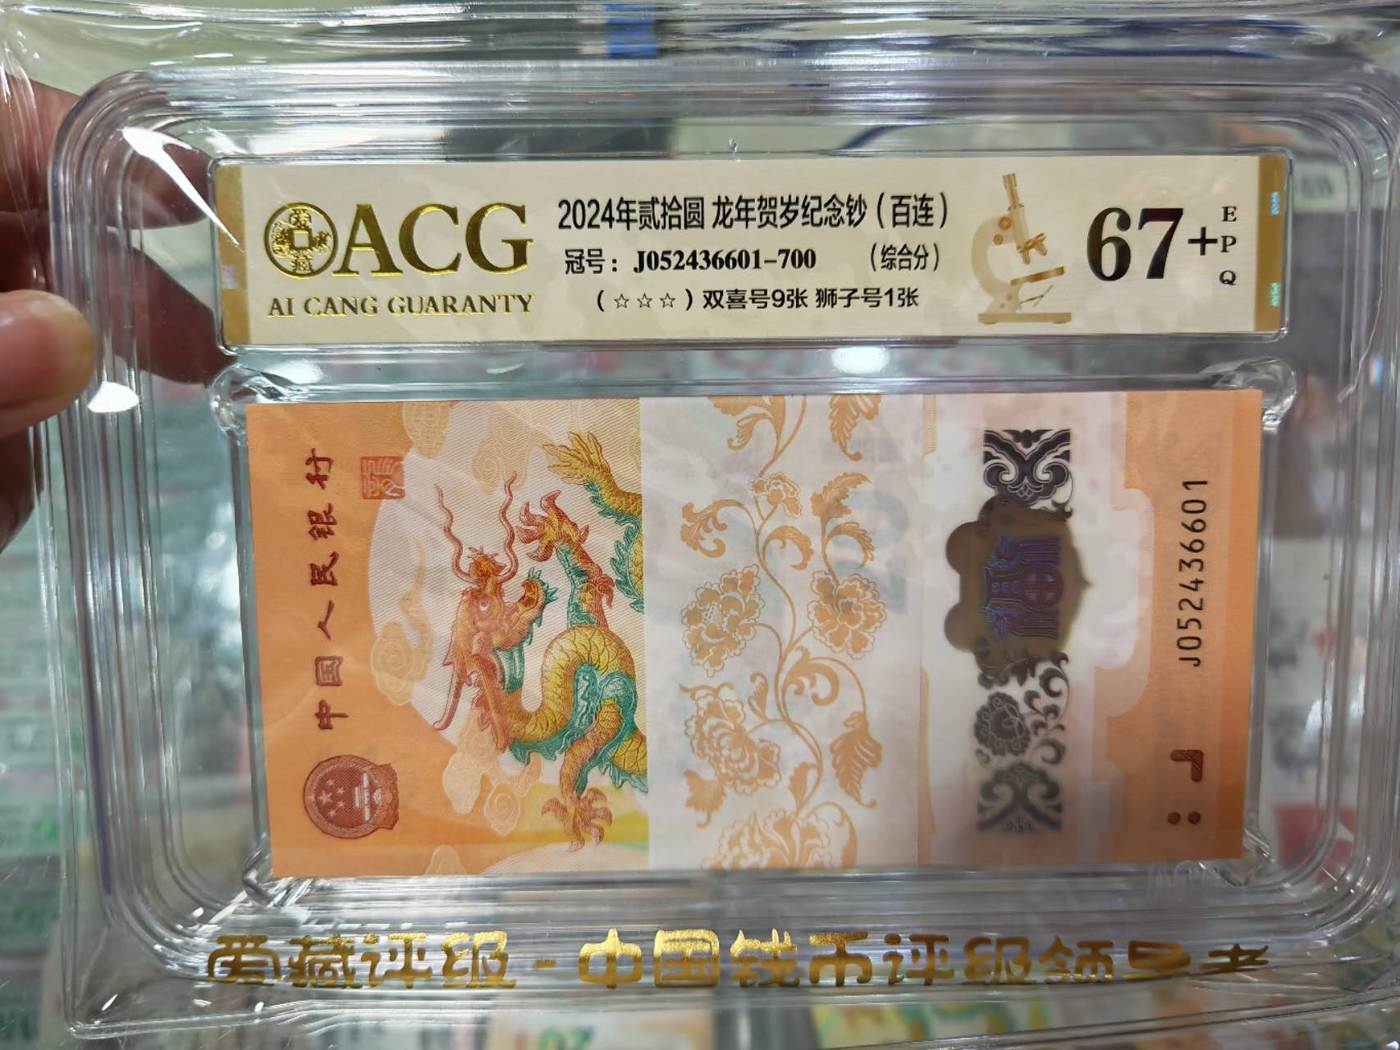 ACG
AI CANG GUARANTY
2024年贰拾圆 龙年贺岁纪念钞（百连）
冠号：J052436601-700 （综合分）
（☆☆☆）双喜号9张 狮子号1张
67+
EPQ
中国人民银行
福
J052436601
爱藏评级-中国钱币评级领导者